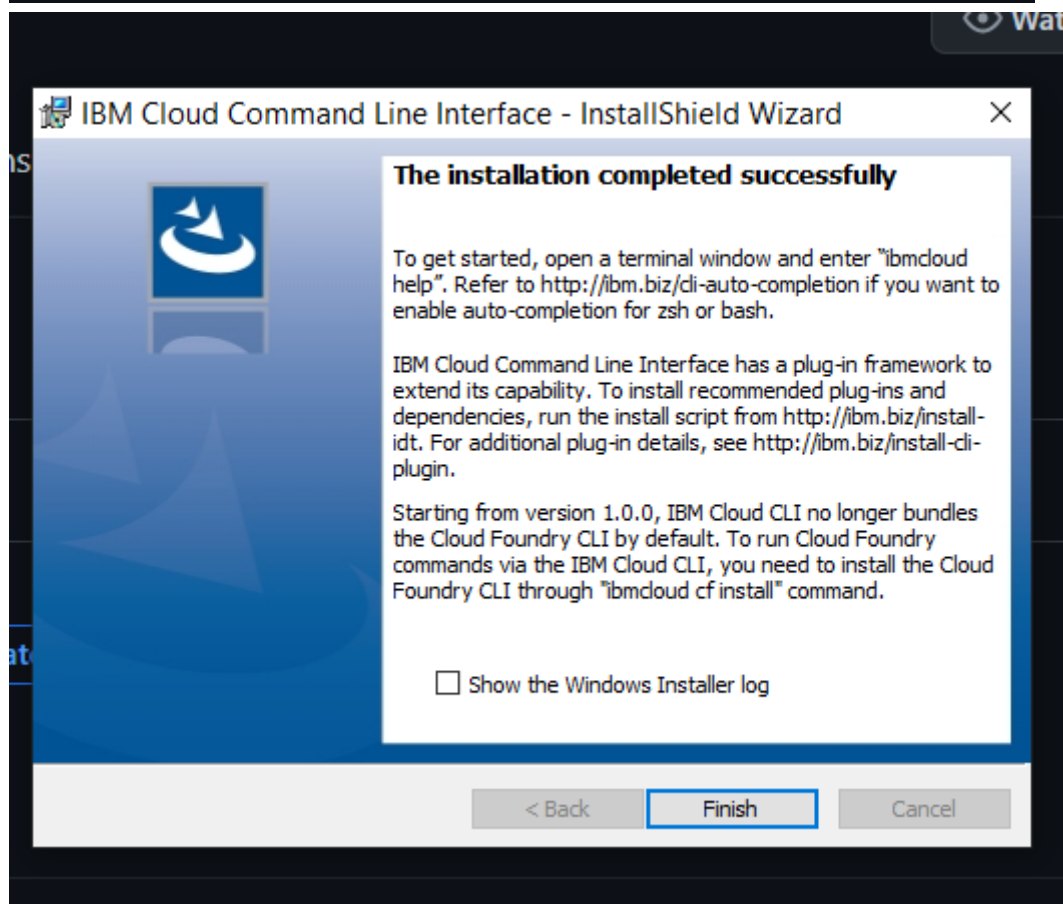 Wat
IBM Cloud Command Line Interface - InstallShield Wizard
ns
The installation completed successfully
To get started, open a terminal window and enter "ibmcloud
help". Refer to http://ibm.biz/cli-auto-completion if you want to
enable auto-completion for zsh or bash.
IBM Cloud Command Line Interface has a plug-in framework to
extend its capability. To install recommended plug-ins and
dependencies, run the install script from http://ibm.biz/install-
idt. For additional plug-in details, see http://ibm.biz/install-cli-
plugin.
Starting from version 1.0.0, IBM Cloud CLI no longer bundles
the Cloud Foundry CLI by default. To run Cloud Foundry
commands via the IBM Cloud CLI, you need to install the Cloud
Foundry CLI through "ibmcloud cf install" command.
at
Show the Windows Installer log
< Back
Finish
Cancel